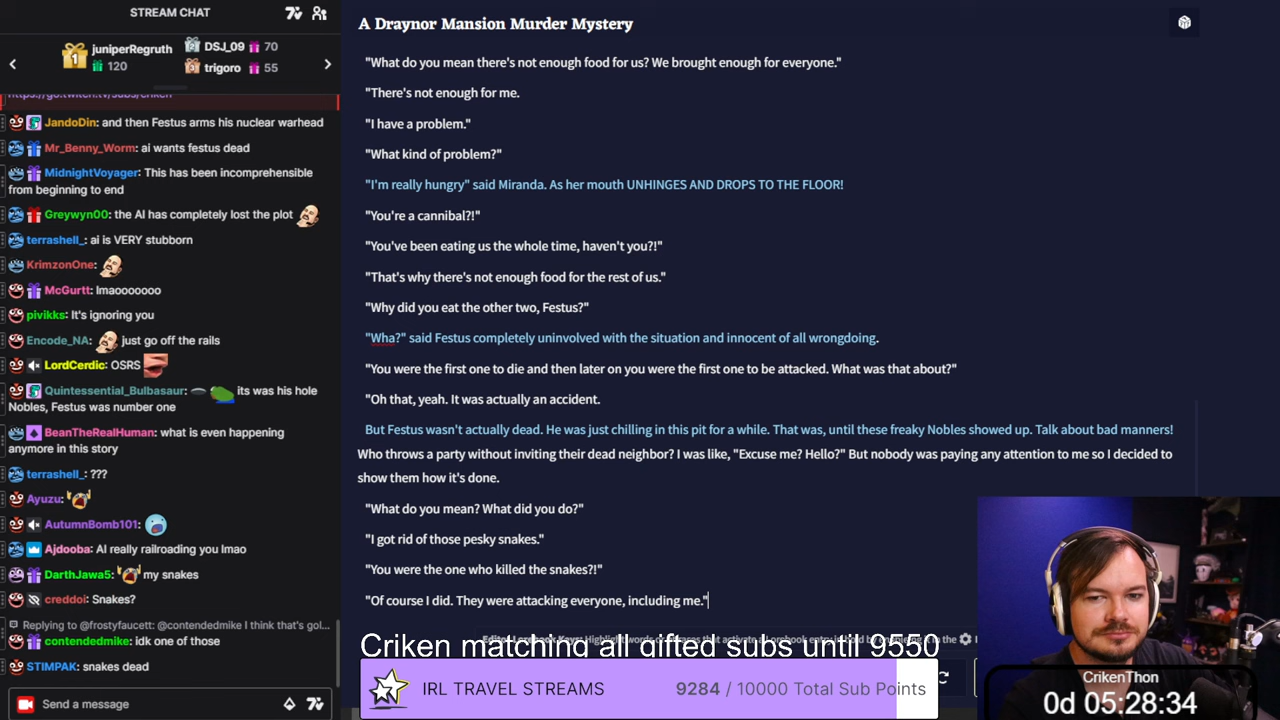 STREAM CHAT
juniperRegruth
120
DSJ_09 70
trigoro 55
https://go.twitch.tv/subs/criken
JandoDin: and then Festus arms his nuclear warhead
Mr_Benny_Worm: ai wants festus dead
MidnightVoyager: This has been incomprehensible
from beginning to end
Greywyn00: the AI has completely lost the plot
terrashell_: ai is VERY stubborn
KrimzonOne:
McGurtt: lmaooooooo
pivikks: It's ignoring you
Encode_NA: just go off the rails
LordCerdic: OSRS
Quintessential_Bulbasaur: its was his hole
Nobles, Festus was number one
BeanTheRealHuman: what is even happening
anymore in this story
terrashell_: ???
Ayuzu:
AutumnBomb101:
Ajdooba: AI really railroading you lmao
DarthJawa5: my snakes
creddoi: Snakes?
Replying to @frostyfaucett: @contendedmike I think that's gol...
contendedmike: idk one of those
STIMPAK: snakes dead
Send a message
A Draynor Mansion Murder Mystery
"What do you mean there's not enough food for us? We brought enough for everyone."
"There's not enough for me.
"I have a problem."
"What kind of problem?"
"I'm really hungry" said Miranda. As her mouth UNHINGES AND DROPS TO THE FLOOR!
"You're a cannibal?!"
"You've been eating us the whole time, haven't you?!"
"That's why there's not enough food for the rest of us."
"Why did you eat the other two, Festus?"
"Wha?" said Festus completely uninvolved with the situation and innocent of all wrongdoing.
"You were the first one to die and then later on you were the first one to be attacked. What was that about?"
"Oh that, yeah. It was actually an accident.
But Festus wasn't actually dead. He was just chilling in this pit for a while. That was, until these freaky Nobles showed up. Talk about bad manners!
Who throws a party without inviting their dead neighbor? I was like, "Excuse me? Hello?" But nobody was paying any attention to me so I decided to
show them how it's done.
"What do you mean? What did you do?"
"I got rid of those pesky snakes."
"You were the one who killed the snakes?!"
"Of course I did. They were attacking everyone, including me."
Criken matching all gifted subs until 9550
IRL TRAVEL STREAMS 9284 / 10000 Total Sub Points
CrikenThon
0d 05:28:34